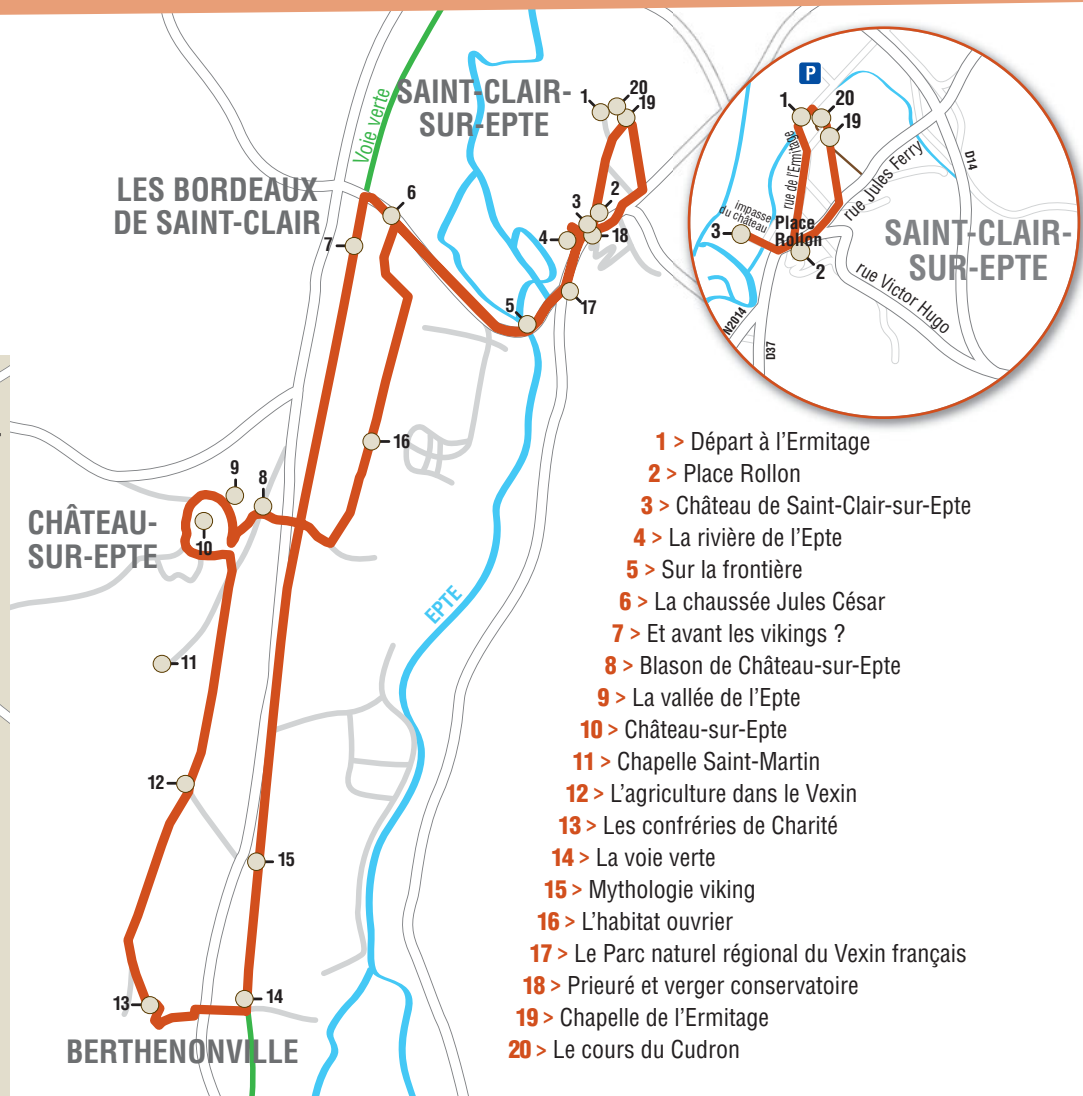 Voie verte
SAINT-CLAIR-
SUR-EPTE
LES BORDEAUX
DE SAINT-CLAIR
CHÂTEAU-
SUR-EPTE
BERTHENONVILLE
EPTE
1
20
19
2
3
18
4
17
5
6
7
16
9
8
10
11
12
15
13
14
P
1
20
19
rue de l'Ermitage
rue Jules Ferry
D14
impasse
du château
3
Place
Rollon
2
SAINT-CLAIR-
SUR-EPTE
rue Victor Hugo
N2014
D37
1 > Départ à l'Ermitage
2 > Place Rollon
3 > Château de Saint-Clair-sur-Epte
4 > La rivière de l'Epte
5 > Sur la frontière
6 > La chaussée Jules César
7 > Et avant les vikings ?
8 > Blason de Château-sur-Epte
9 > La vallée de l'Epte
10 > Château-sur-Epte
11 > Chapelle Saint-Martin
12 > L'agriculture dans le Vexin
13 > Les confréries de Charité
14 > La voie verte
15 > Mythologie viking
16 > L'habitat ouvrier
17 > Le Parc naturel régional du Vexin français
18 > Prieuré et verger conservatoire
19 > Chapelle de l'Ermitage
20 > Le cours du Cudron